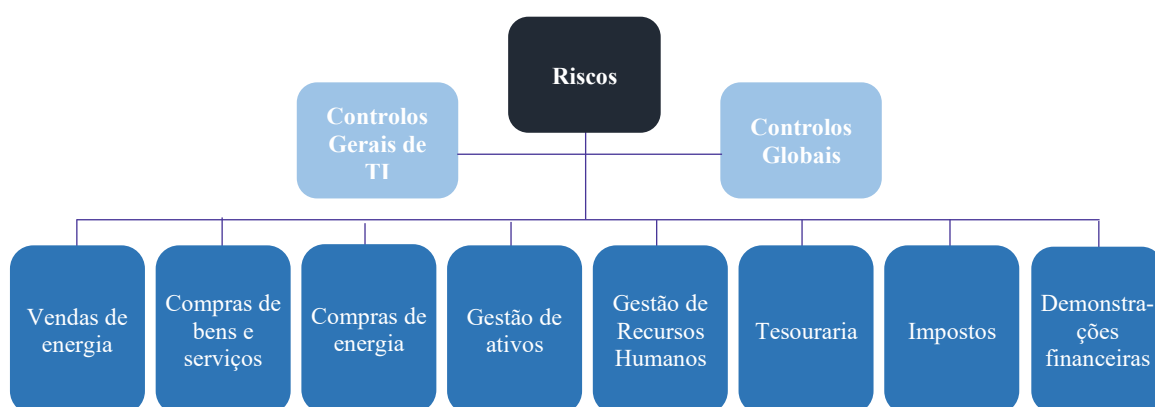 Riscos
Controlos
Gerais de
TI
Controlos
Globais
Vendas de
energia
Compras de
bens e
serviços
Compras de
energia
Gestão de
ativos
Gestão de
Recursos
Humanos
Tesouraria
Impostos
Demonstra-
ções
financeiras